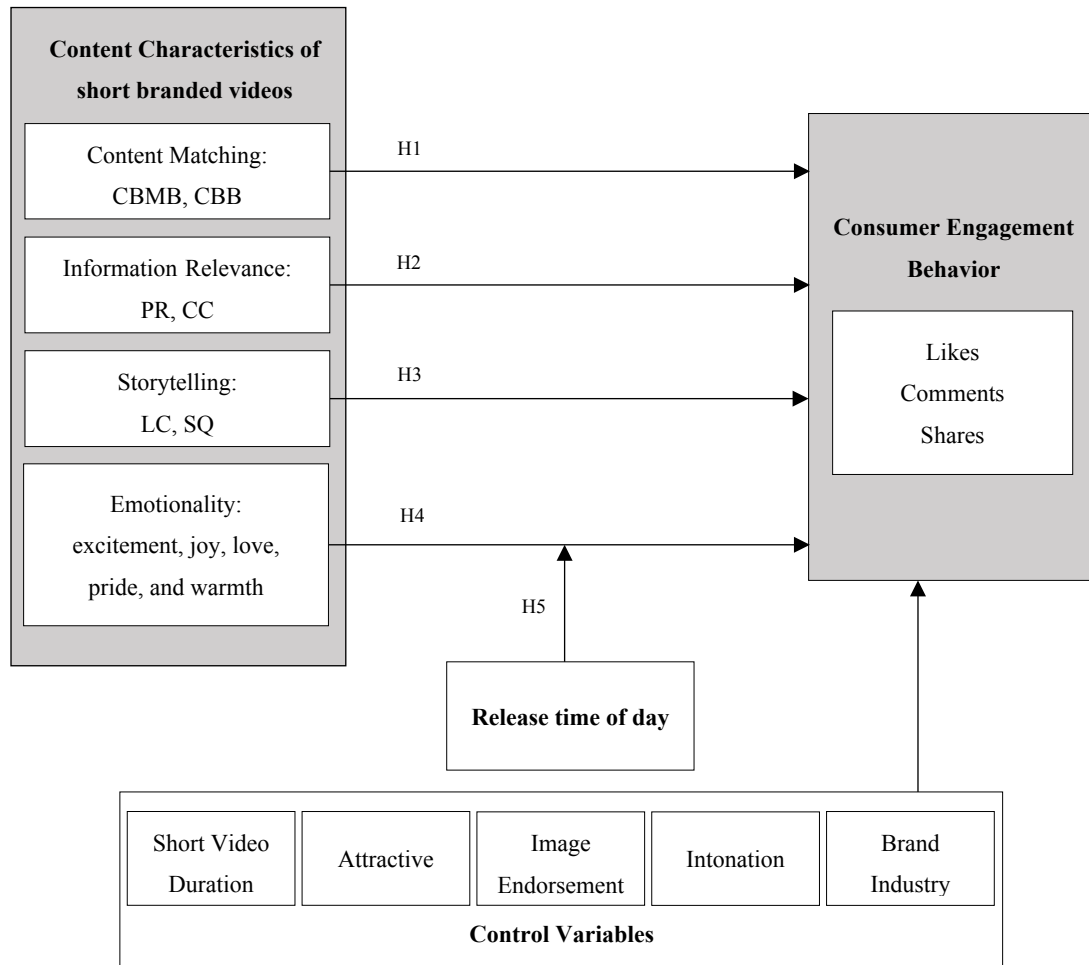 Content Characteristics of
short branded videos
Content Matching:
CBMB, CBB
Information Relevance:
PR, CC
Storytelling:
LC, SQ
Emotionality:
excitement, joy, love,
pride, and warmth
H1
H2
H3
H4
H5
Consumer Engagement
Behavior
Likes
Comments
Shares
Release time of day
Short Video
Duration
Attractive
Image
Endorsement
Intonation
Brand
Industry
Control Variables